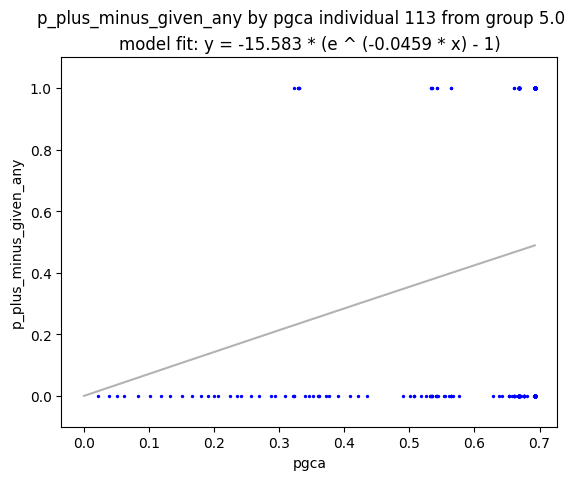 p_plus_minus_given_any by pgca individual 113 from group 5.0
model fit: y = -15.583 * (e ^ (-0.0459 * x) - 1)
1.0
0.8
0.6
0.4
0.2
0.0
p_plus_minus_given_any
0.0 0.1 0.2 0.3 0.4 0.5 0.6 0.7
pgca